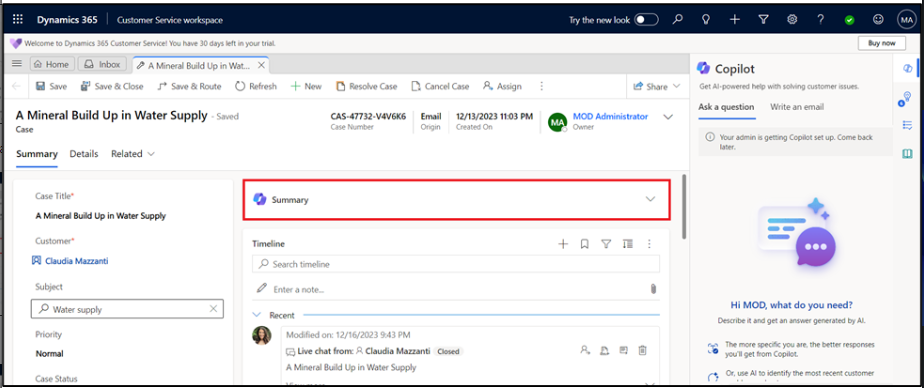 Dynamics 365 Customer Service workspace Try the new look MA
Welcome to Dynamics 365 Customer Service! You have 30 days left in your trial. Buy now
Home Inbox A Mineral Build Up in Wat...
Save Save & Close Save & Route Refresh New Resolve Case Cancel Case Assign Share
A Mineral Build Up in Water Supply - Saved
Case
CAS-47732-V4V6K6
Case Number
Email
Origin
12/13/2023 11:03 PM
Created On
MA
MOD Administrator
Owner
Summary Details Related
Case Title*
A Mineral Build Up in Water Supply
Customer*
Claudia Mazzanti
Subject
Water supply
Priority
Normal
Case Status
Summary
Timeline
Search timeline
Enter a note...
Recent
Modified on: 12/16/2023 9:43 PM
Live chat from: Claudia Mazzanti Closed
A Mineral Build Up in Water Supply
Copilot
Get AI-powered help with solving customer issues.
Ask a question Write an email
Your admin is getting Copilot set up. Come
back later.
Hi MOD, what do you need?
Describe it and get an answer generated by AI.
The more specific you are, the better responses
you'll get from Copilot.
Or, use AI to identify the most recent customer